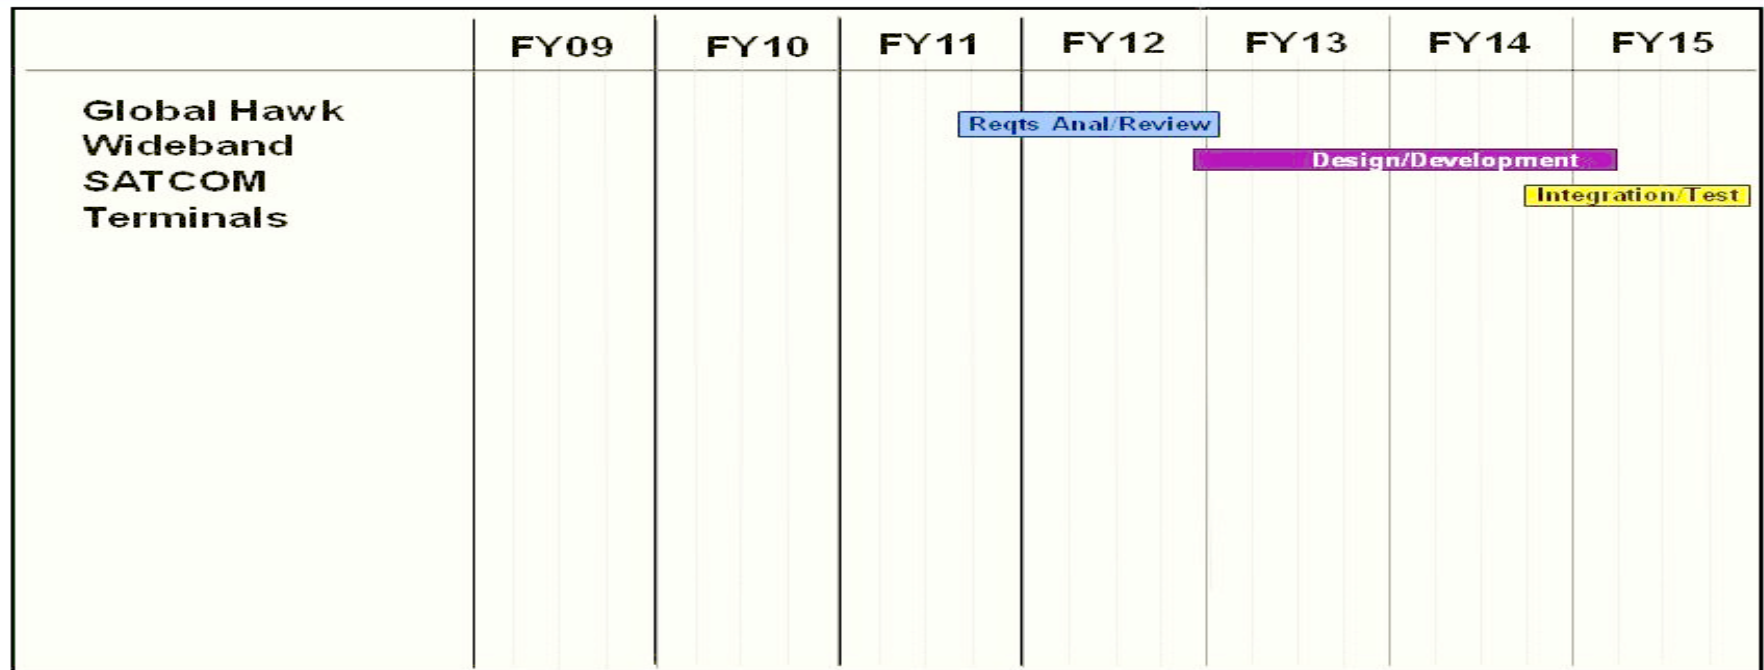 FY09 FY10 FY11 FY12 FY13 FY14 FY15
Global Hawk
Wideband
SATCOM
Terminals
Reqts Anal/Review
Design/Development
Integration/Test